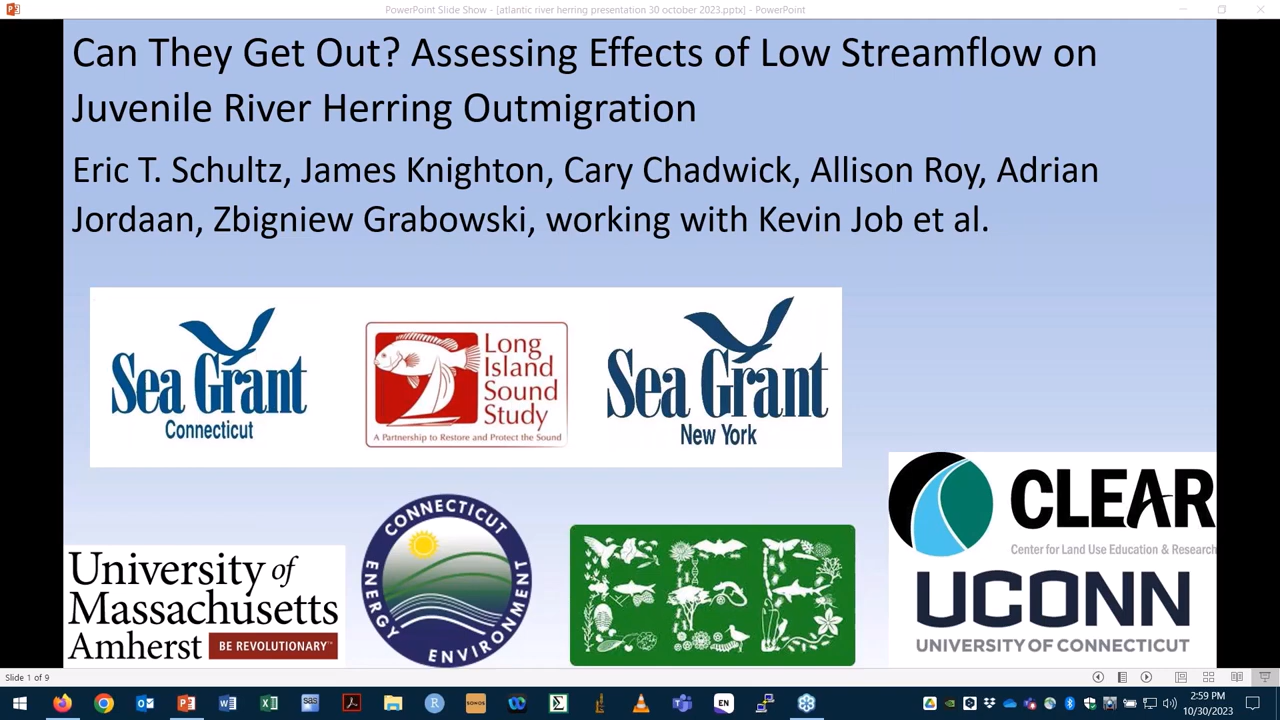 PowerPoint Slide Show - [atlantic river herring presentation 30 october 2023.pptx] - PowerPoint
Can They Get Out? Assessing Effects of Low Streamflow on
Juvenile River Herring Outmigration
Eric T. Schultz, James Knighton, Cary Chadwick, Allison Roy, Adrian
Jordaan, Zbigniew Grabowski, working with Kevin Job et al.
Sea Grant
Connecticut
Long
Island
Sound
Study
A Partnership to Restore and Protect the Sound
Sea Grant
New York
University of
Massachusetts
Amherst BE REVOLUTIONARY™
CONNECTICUT
ENERGY
ENVIRONMENT
EEB
CLEAR
Center for Land Use Education & Research
UCONN
UNIVERSITY OF CONNECTICUT
Slide 1 of 9
sas
R
SONOS
EN
2:59 PM
10/30/2023